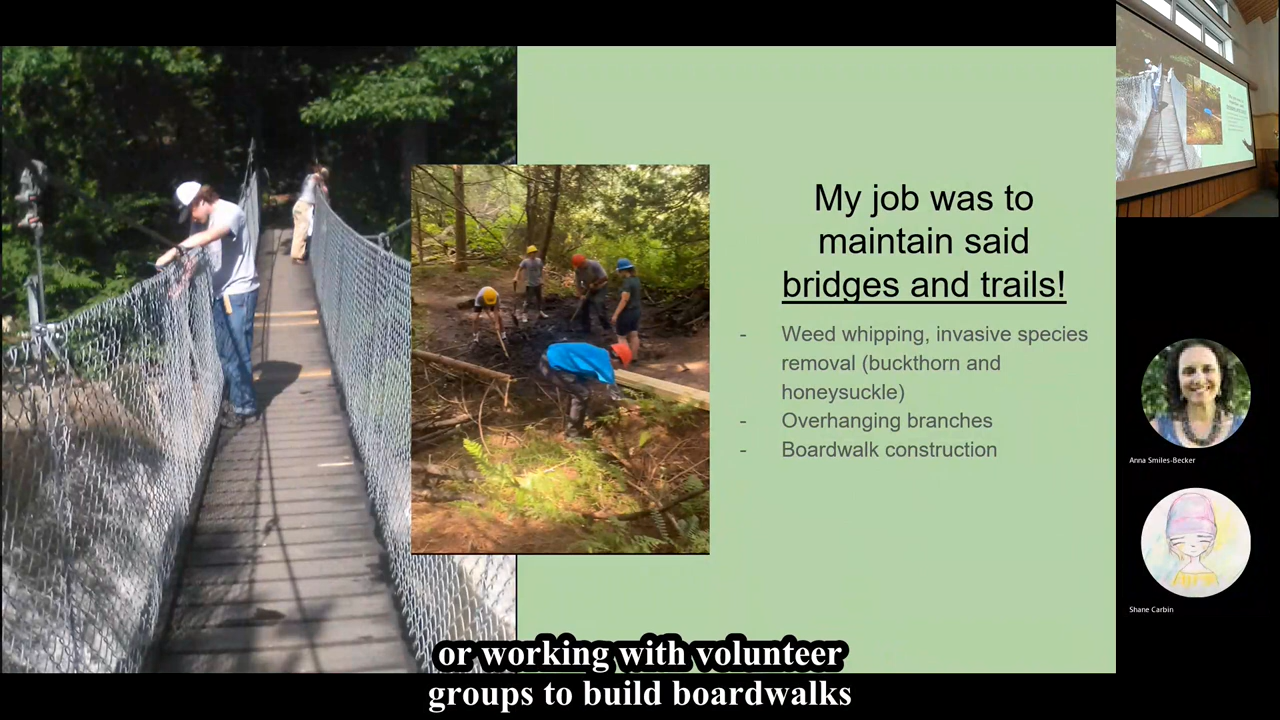 My job was to
maintain said
bridges and trails!
- Weed whipping, invasive species
removal (buckthorn and
honeysuckle)
- Overhanging branches
- Boardwalk construction
Anna Smiles-Becker
Shane Carbin
or working with volunteer
groups to build boardwalks